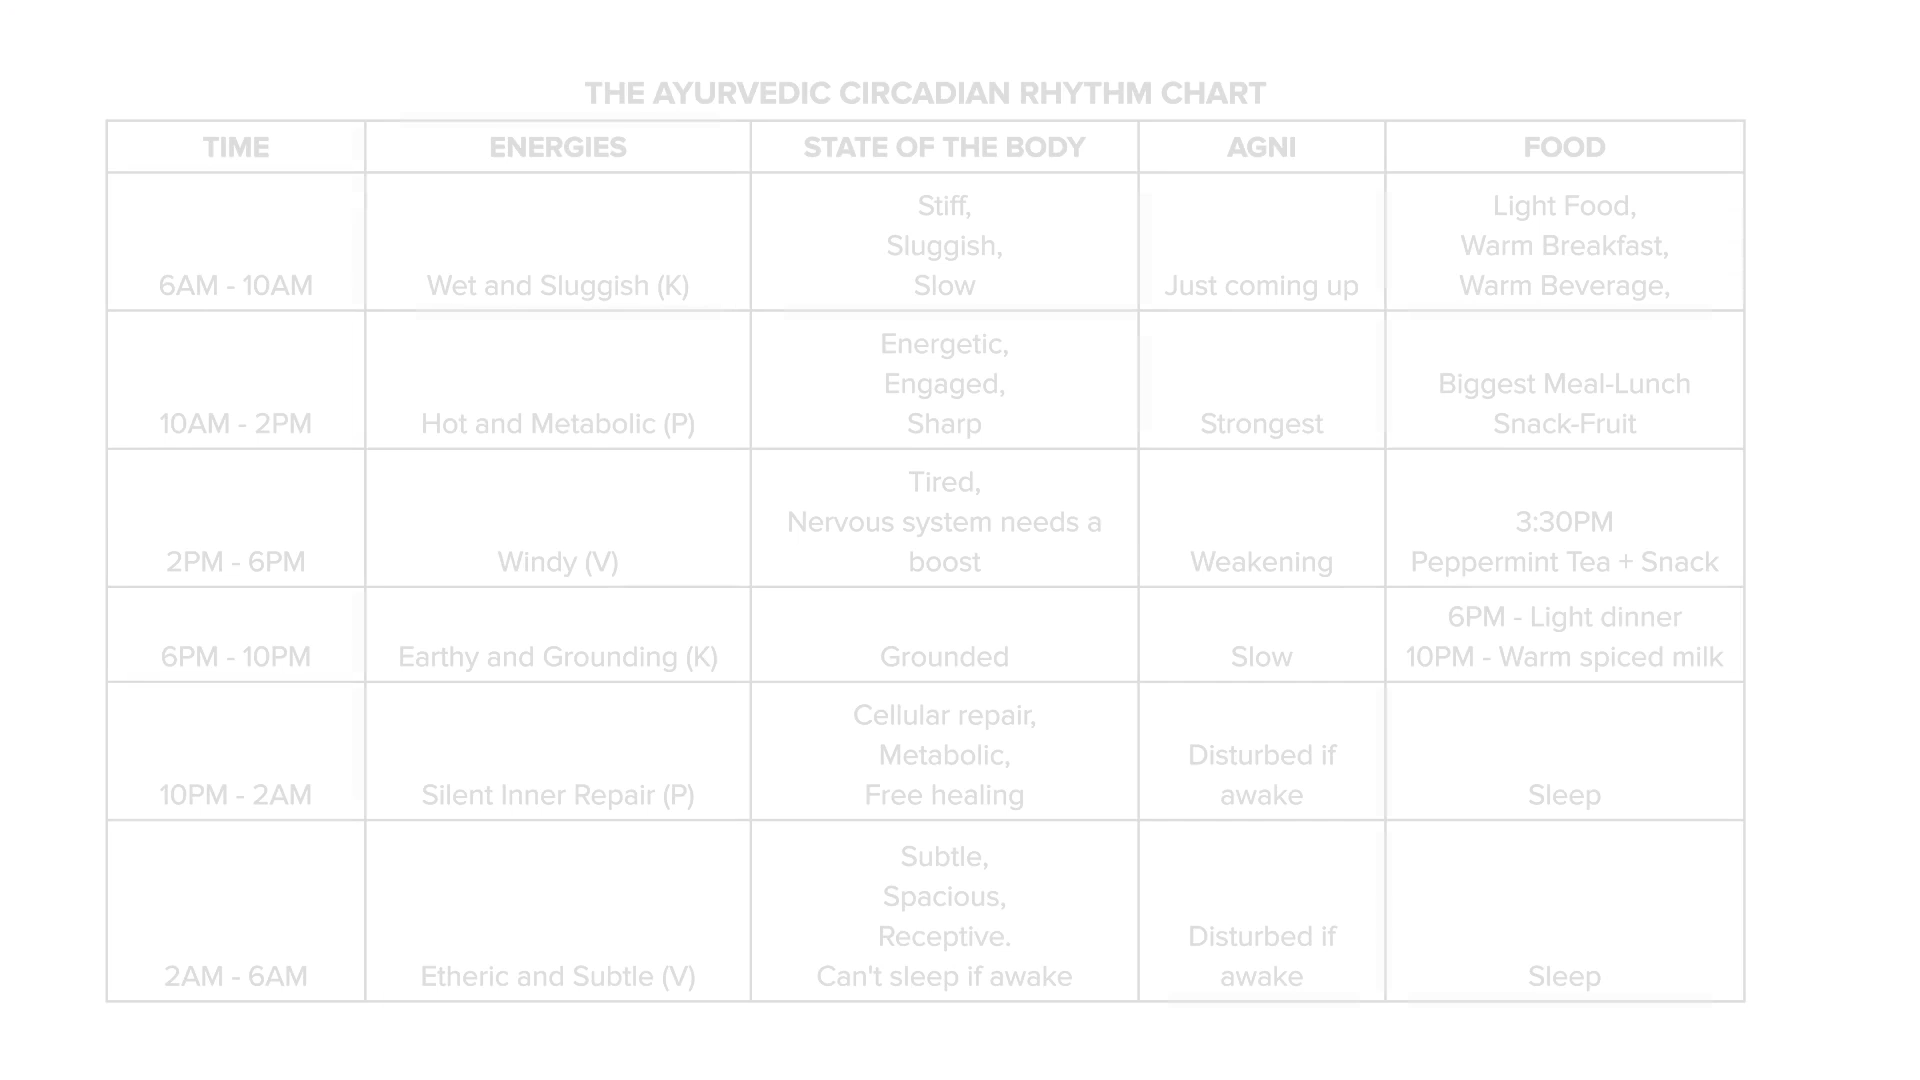 THE AYURVEDIC CIRCADIAN RHYTHM CHART
TIME ENERGIES STATE OF THE BODY AGNI FOOD
6AM - 10AM
Wet and Sluggish (K)
Stiff,
Sluggish,
Slow
Just coming up
Light Food,
Warm Breakfast,
Warm Beverage,
10AM - 2PM
Hot and Metabolic (P)
Energetic,
Engaged,
Sharp
Strongest
Biggest Meal-Lunch
Snack-Fruit
2PM - 6PM
Windy (V)
Tired,
Nervous system needs a
boost
Weakening
3:30PM
Peppermint Tea + Snack
6PM - 10PM
Earthy and Grounding (K)
Grounded
Slow
6PM - Light dinner
10PM - Warm spiced milk
10PM - 2AM
Silent Inner Repair (P)
Cellular repair,
Metabolic,
Free healing
Disturbed if
awake
Sleep
2AM - 6AM
Etheric and Subtle (V)
Subtle,
Spacious,
Receptive.
Can't sleep if awake
Disturbed if
awake
Sleep